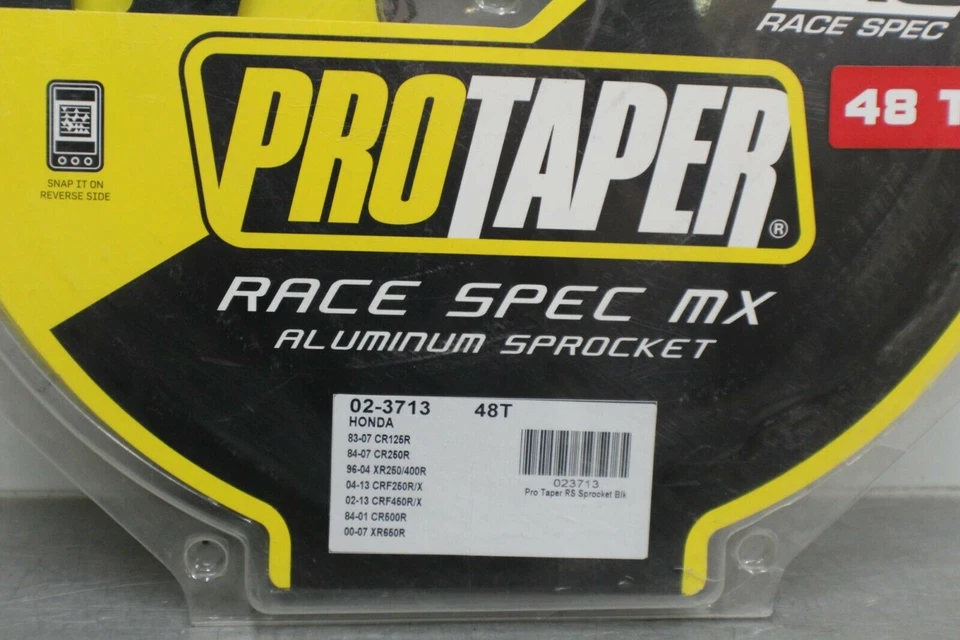 RACE SPEC
48 T
SNAP IT ON
REVERSE SIDE
PROTAPER®
RACE SPEC MX
ALUMINUM SPROCKET
02-3713 48T
HONDA
83-07 CR125R
84-07 CR250R
96-04 XR250/400R
04-13 CRF250R/X
02-13 CRF450R/X
84-01 CR500R
00-07 XR650R
023713
Pro Taper RS Sprocket Blk